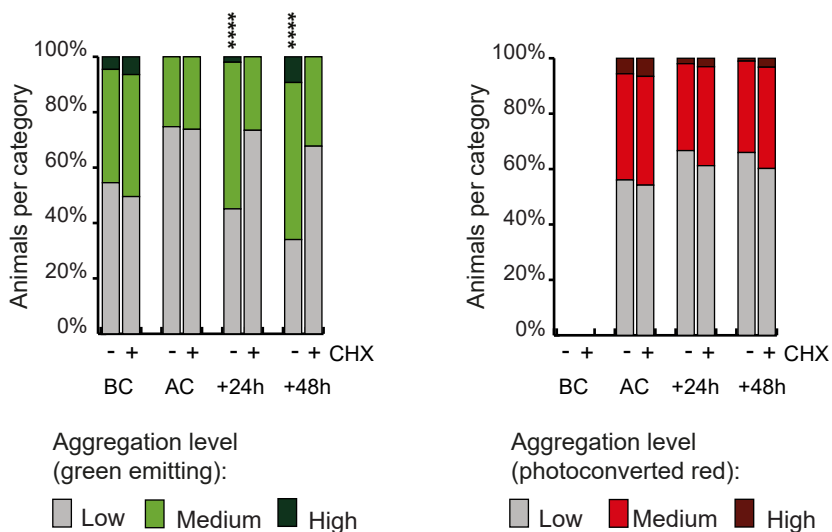 ****
****
100%
80%
60%
40%
20%
0%
Animals per category
- + - + - + - + CHX
BC AC +24h +48h
Aggregation level
(green emitting):
Low Medium High
100%
80%
60%
40%
20%
0%
Animals per category
- + - + - + - + CHX
BC AC +24h +48h
Aggregation level
(photoconverted red):
Low Medium High